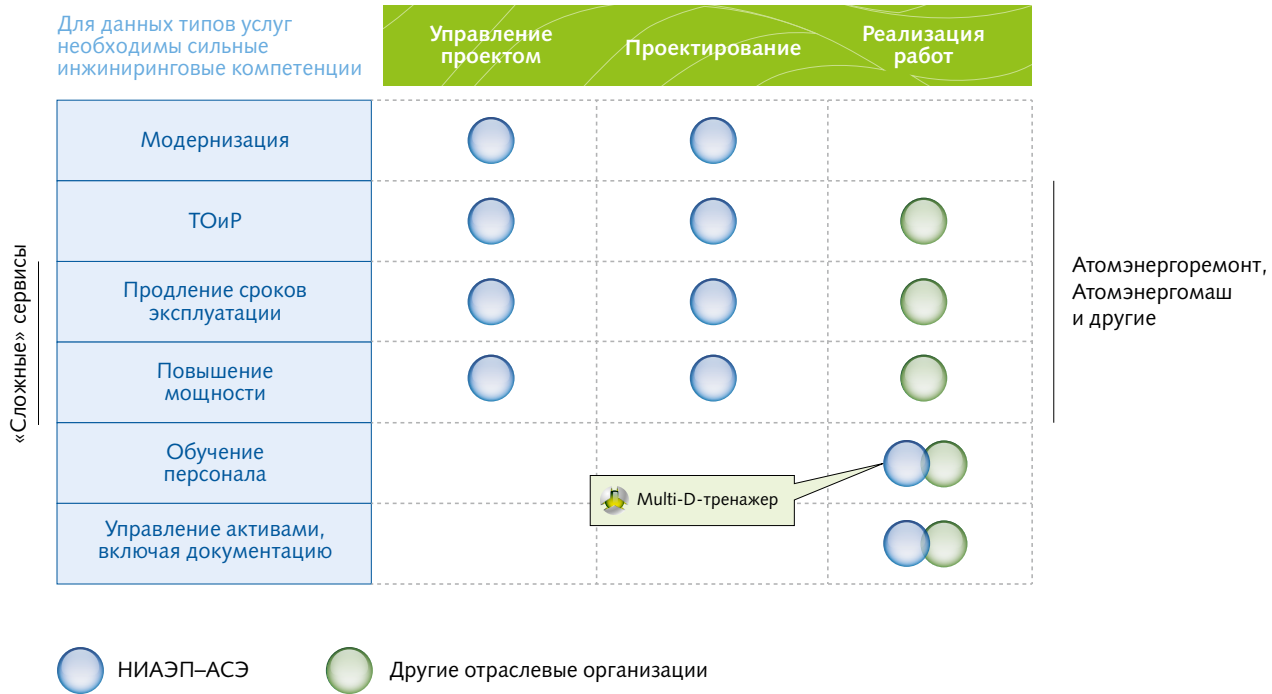 Для данных типов услуг
необходимы сильные
инжиниринговые компетенции
Управление
проектом
Проектирование
Реализация
работ
Модернизация
ТОиР
Продление сроков
эксплуатации
Повышение
мощности
Обучение
персонала
Управление активами,
включая документацию
«Сложные» сервисы
Multi-D-тренажер
Атомэнергоремонт,
Атомэнергомаш
и другие
НИАЭП–АСЭ
Другие отраслевые организации